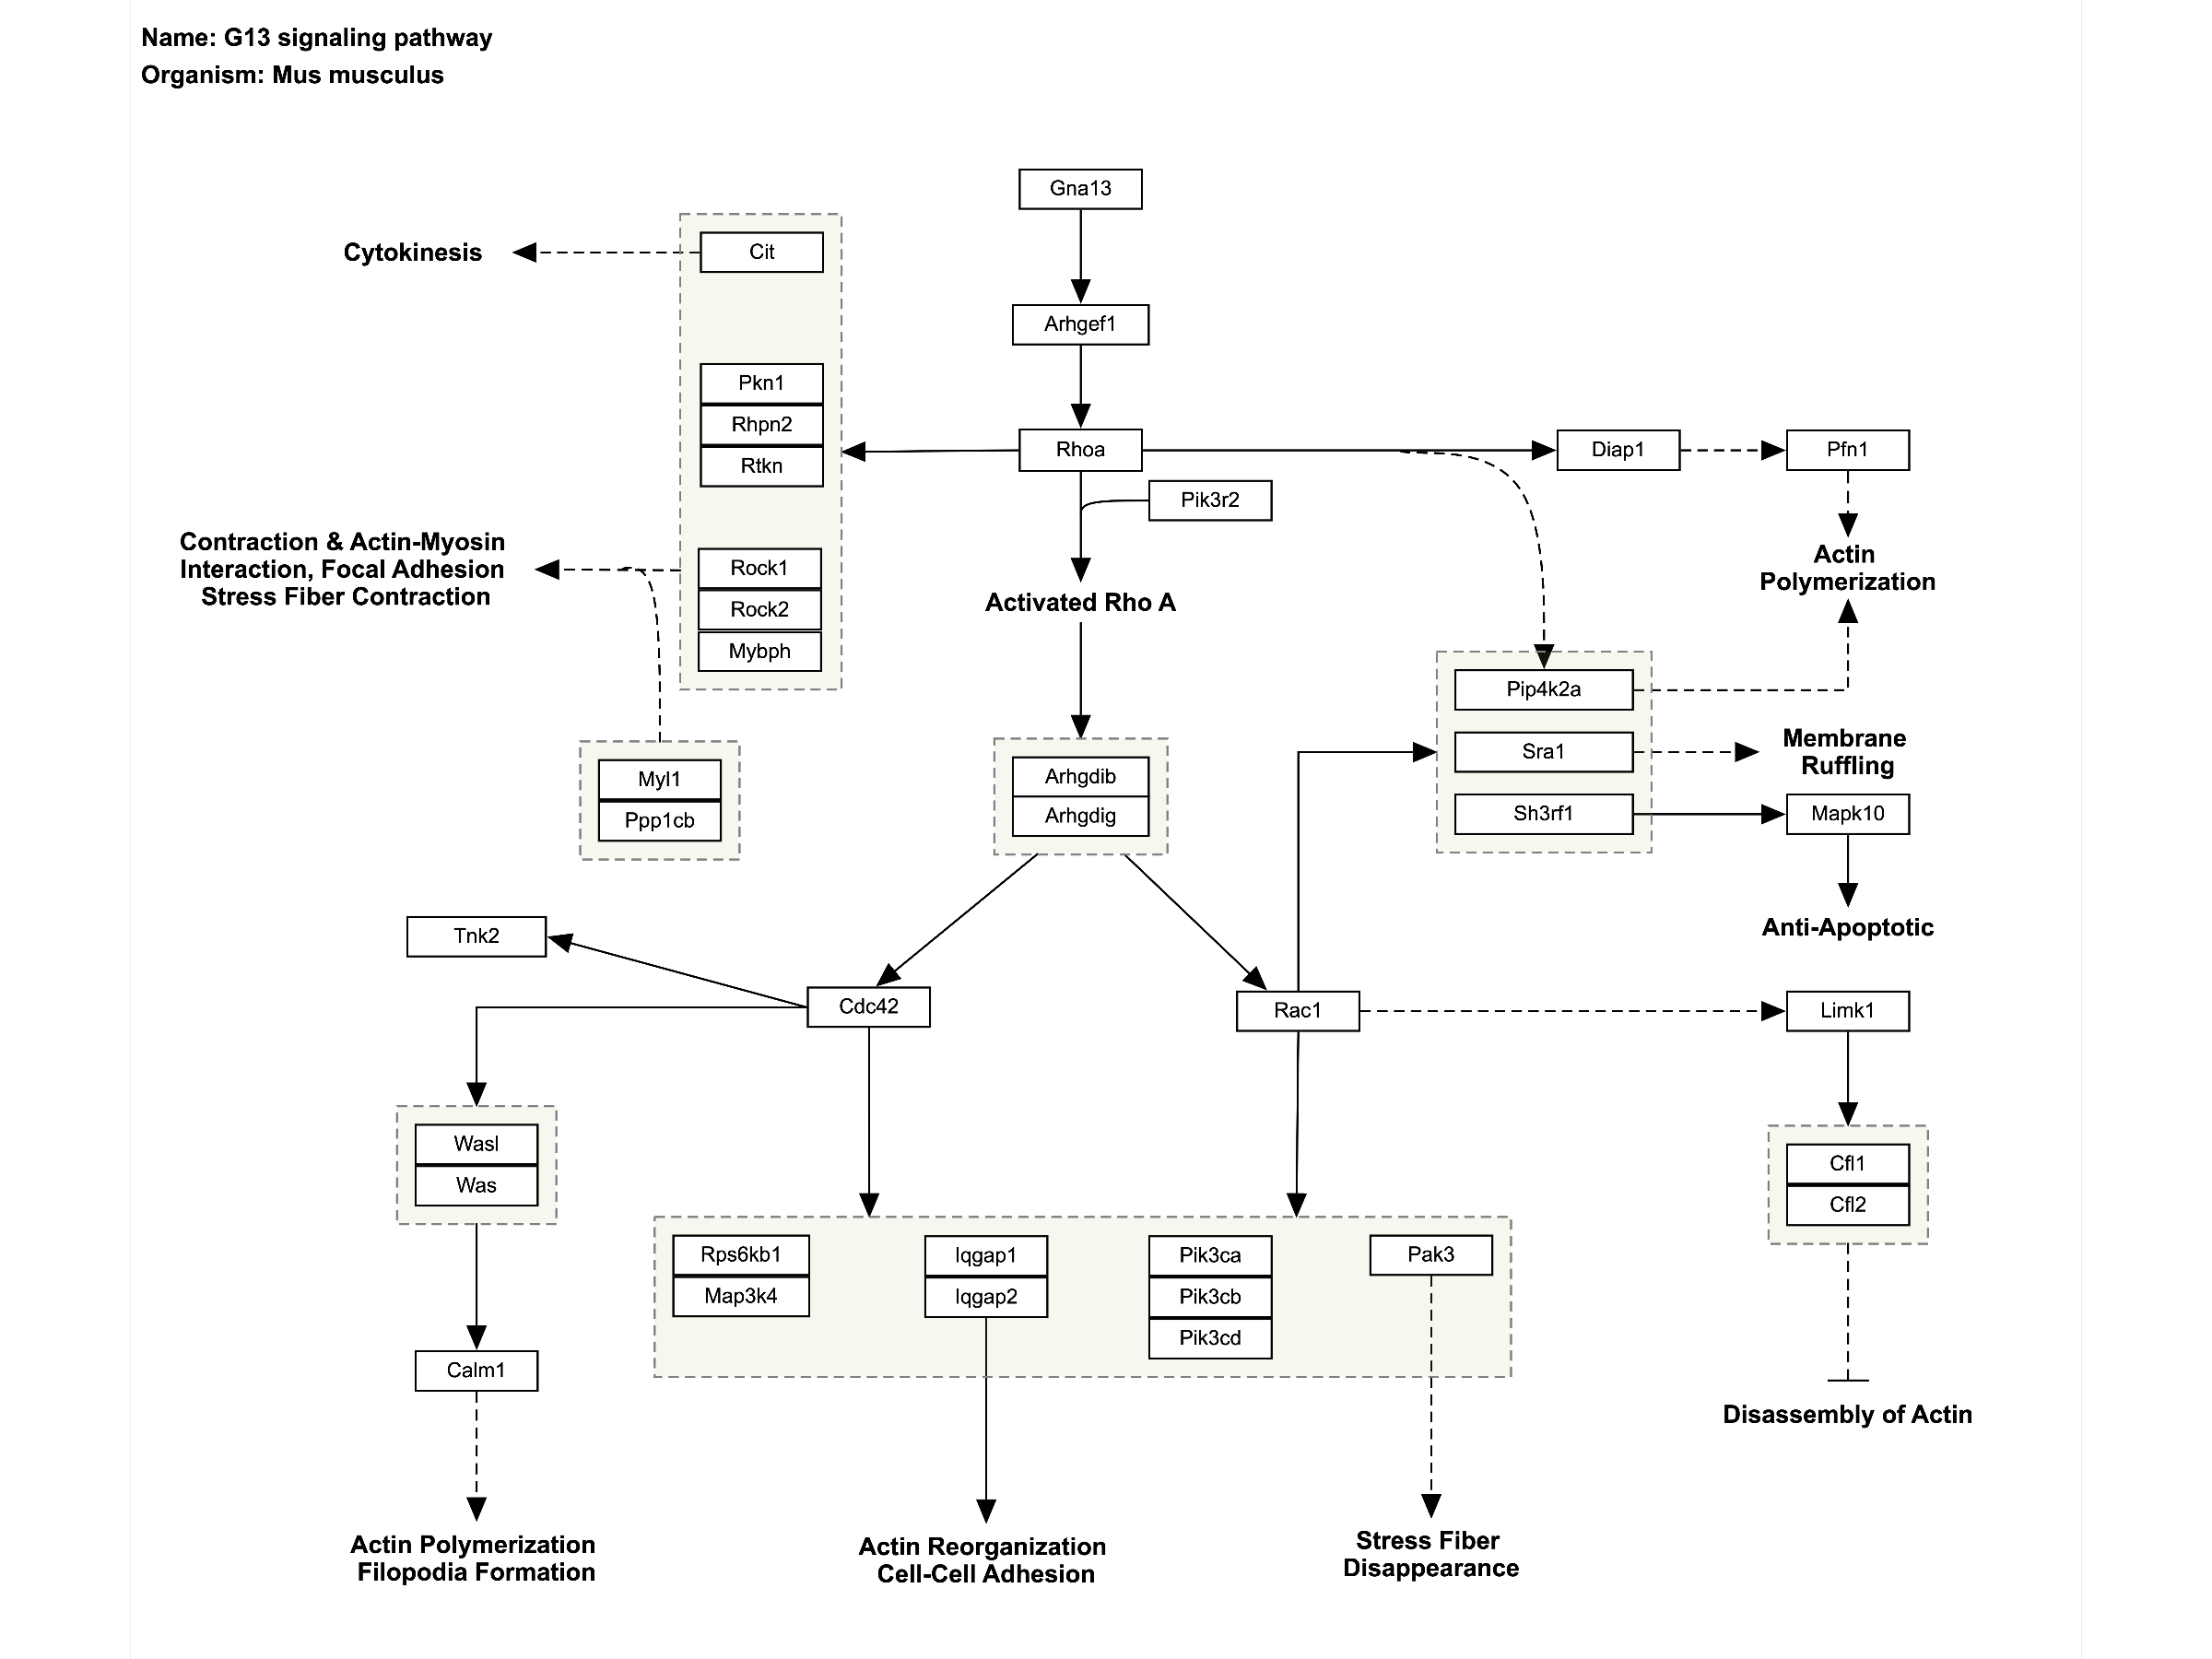 Name: G13 signaling pathway
Organism: Mus musculus
Gna13
Cytokinesis
Cit
Arhgef1
Pkn1
Rhpn2
Rtkn
Rhoa
Diap1
Pfn1
Pik3r2
Contraction & Actin-Myosin
Interaction, Focal Adhesion
Stress Fiber Contraction
Rock1
Rock2
Mybph
Activated Rho A
Actin
Polymerization
Pip4k2a
Sra1
Sh3rf1
Membrane
Ruffling
Mapk10
Anti-Apoptotic
Myl1
Ppp1cb
Arhgdib
Arhgdig
Tnk2
Cdc42
Rac1
Limk1
Wasl
Was
Cfl1
Cfl2
Rps6kb1
Map3k4
Iqgap1
Iqgap2
Pik3ca
Pik3cb
Pik3cd
Pak3
Calm1
Disassembly of Actin
Actin Polymerization
Filopodia Formation
Actin Reorganization
Cell-Cell Adhesion
Stress Fiber
Disappearance